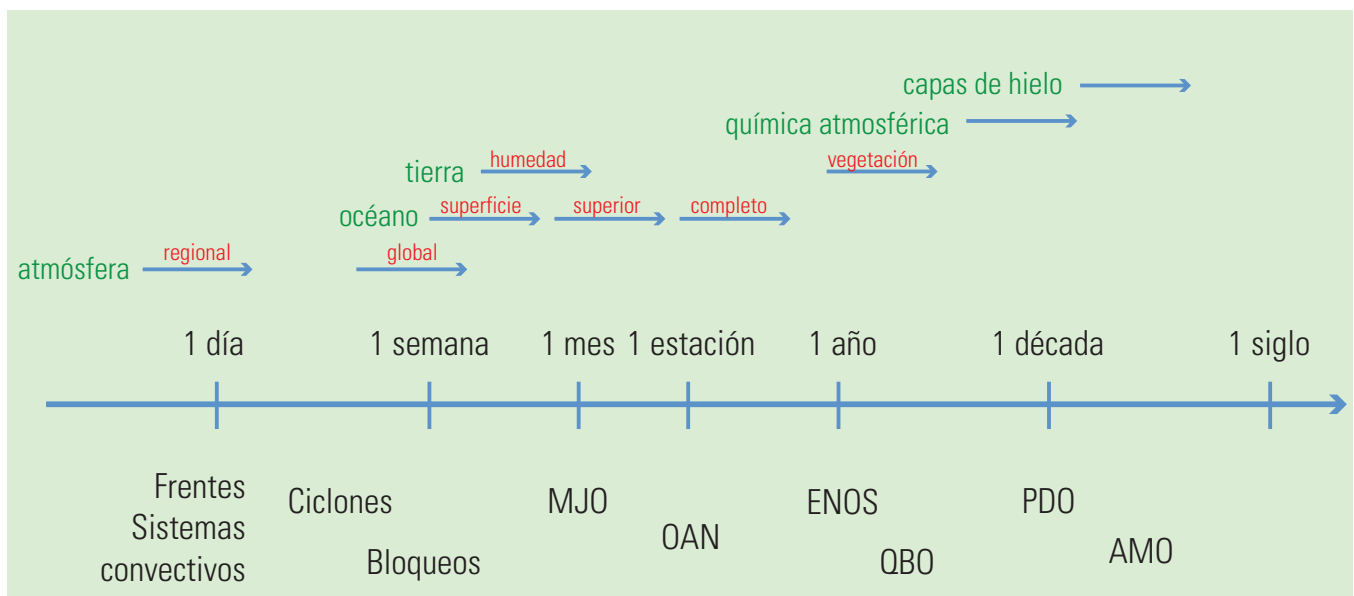 capas de hielo
química atmosférica
tierra humedad vegetación
océano superficie superior completo
atmósfera regional global
1 día 1 semana 1 mes 1 estación 1 año 1 década 1 siglo
Frentes
Sistemas
convectivos
Ciclones
Bloqueos
MJO
OAN
ENOS
QBO
PDO
AMO